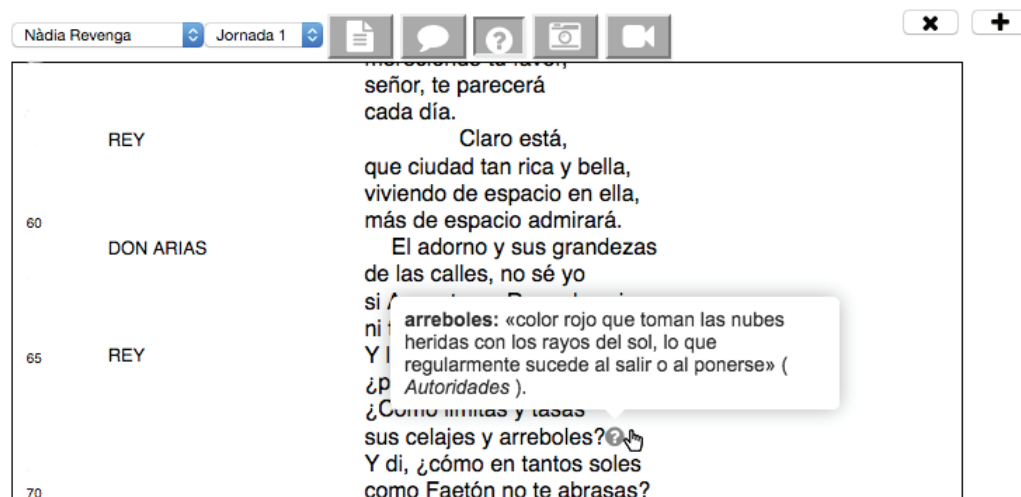 Nàdia Revenga Jornada 1
señor, te parecerá
cada día.
REY Claro está,
que ciudad tan rica y bella,
viviendo de espacio en ella,
60 más de espacio admirará.
DON ARIAS El adorno y sus grandezas
de las calles, no sé yo
si
ni
arreboles: «color rojo que toman las nubes
heridas con los rayos del sol, lo que
regularmente sucede al salir o al ponerse» (
Autoridades ).
65 REY Y
¿Cómo limitas y tasas
sus celajes y arreboles?
Y di, ¿cómo en tantos soles
70 como Faetón no te abrasas?